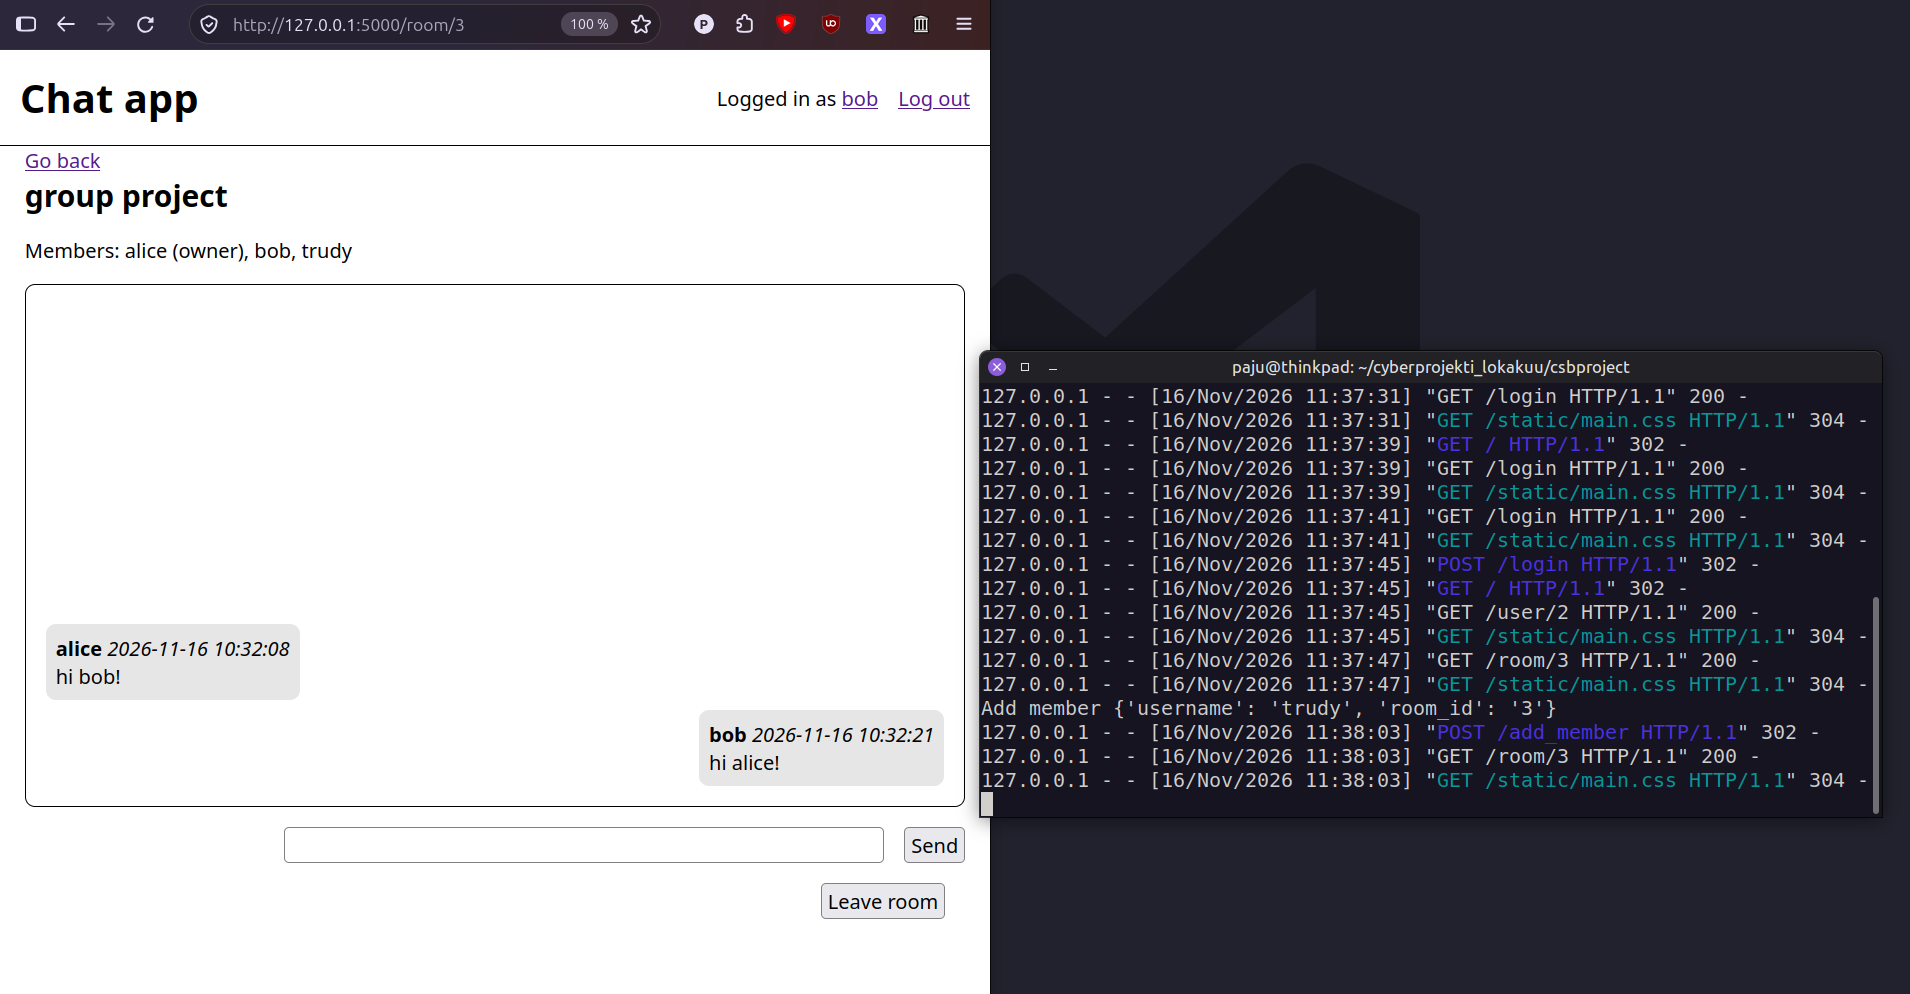 http://127.0.0.1:5000/room/3
100 %
Chat app
Logged in as bob
Log out
Go back
group project
Members: alice (owner), bob, trudy
alice 2026-11-16 10:32:08
hi bob!
bob 2026-11-16 10:32:21
hi alice!
Send
Leave room
paju@thinkpad: ~/cyberprojekti_lokakuu/csbproject
127.0.0.1 - - [16/Nov/2026 11:37:31] "GET /login HTTP/1.1" 200 -
127.0.0.1 - - [16/Nov/2026 11:37:31] "GET /static/main.css HTTP/1.1" 304 -
127.0.0.1 - - [16/Nov/2026 11:37:39] "GET / HTTP/1.1" 302 -
127.0.0.1 - - [16/Nov/2026 11:37:39] "GET /login HTTP/1.1" 200 -
127.0.0.1 - - [16/Nov/2026 11:37:39] "GET /static/main.css HTTP/1.1" 304 -
127.0.0.1 - - [16/Nov/2026 11:37:41] "GET /login HTTP/1.1" 200 -
127.0.0.1 - - [16/Nov/2026 11:37:41] "GET /static/main.css HTTP/1.1" 304 -
127.0.0.1 - - [16/Nov/2026 11:37:45] "POST /login HTTP/1.1" 302 -
127.0.0.1 - - [16/Nov/2026 11:37:45] "GET / HTTP/1.1" 302 -
127.0.0.1 - - [16/Nov/2026 11:37:45] "GET /user/2 HTTP/1.1" 200 -
127.0.0.1 - - [16/Nov/2026 11:37:45] "GET /static/main.css HTTP/1.1" 304 -
127.0.0.1 - - [16/Nov/2026 11:37:47] "GET /room/3 HTTP/1.1" 200 -
127.0.0.1 - - [16/Nov/2026 11:37:47] "GET /static/main.css HTTP/1.1" 304 -
Add member {'username': 'trudy', 'room_id': '3'}
127.0.0.1 - - [16/Nov/2026 11:38:03] "POST /add_member HTTP/1.1" 302 -
127.0.0.1 - - [16/Nov/2026 11:38:03] "GET /room/3 HTTP/1.1" 200 -
127.0.0.1 - - [16/Nov/2026 11:38:03] "GET /static/main.css HTTP/1.1" 304 -